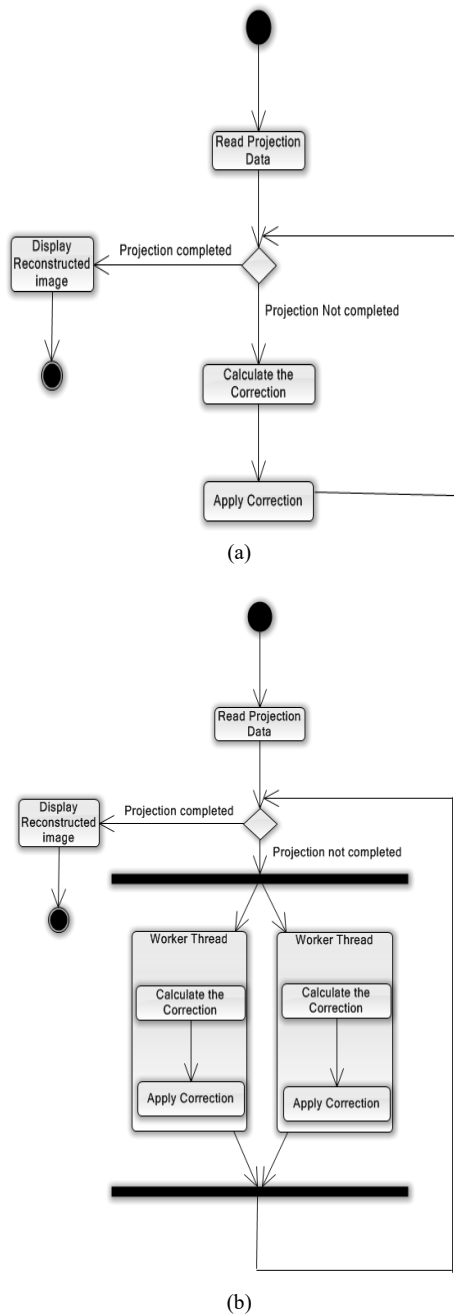 Read Projection
Data
Display
Reconstructed
image
Projection completed
Projection Not completed
Calculate the
Correction
Apply Correction
(a)
Read Projection
Data
Display
Reconstructed
image
Projection completed
Projection not completed
Worker Thread
Calculate the
Correction
Apply Correction
Worker Thread
Calculate the
Correction
Apply Correction
(b)